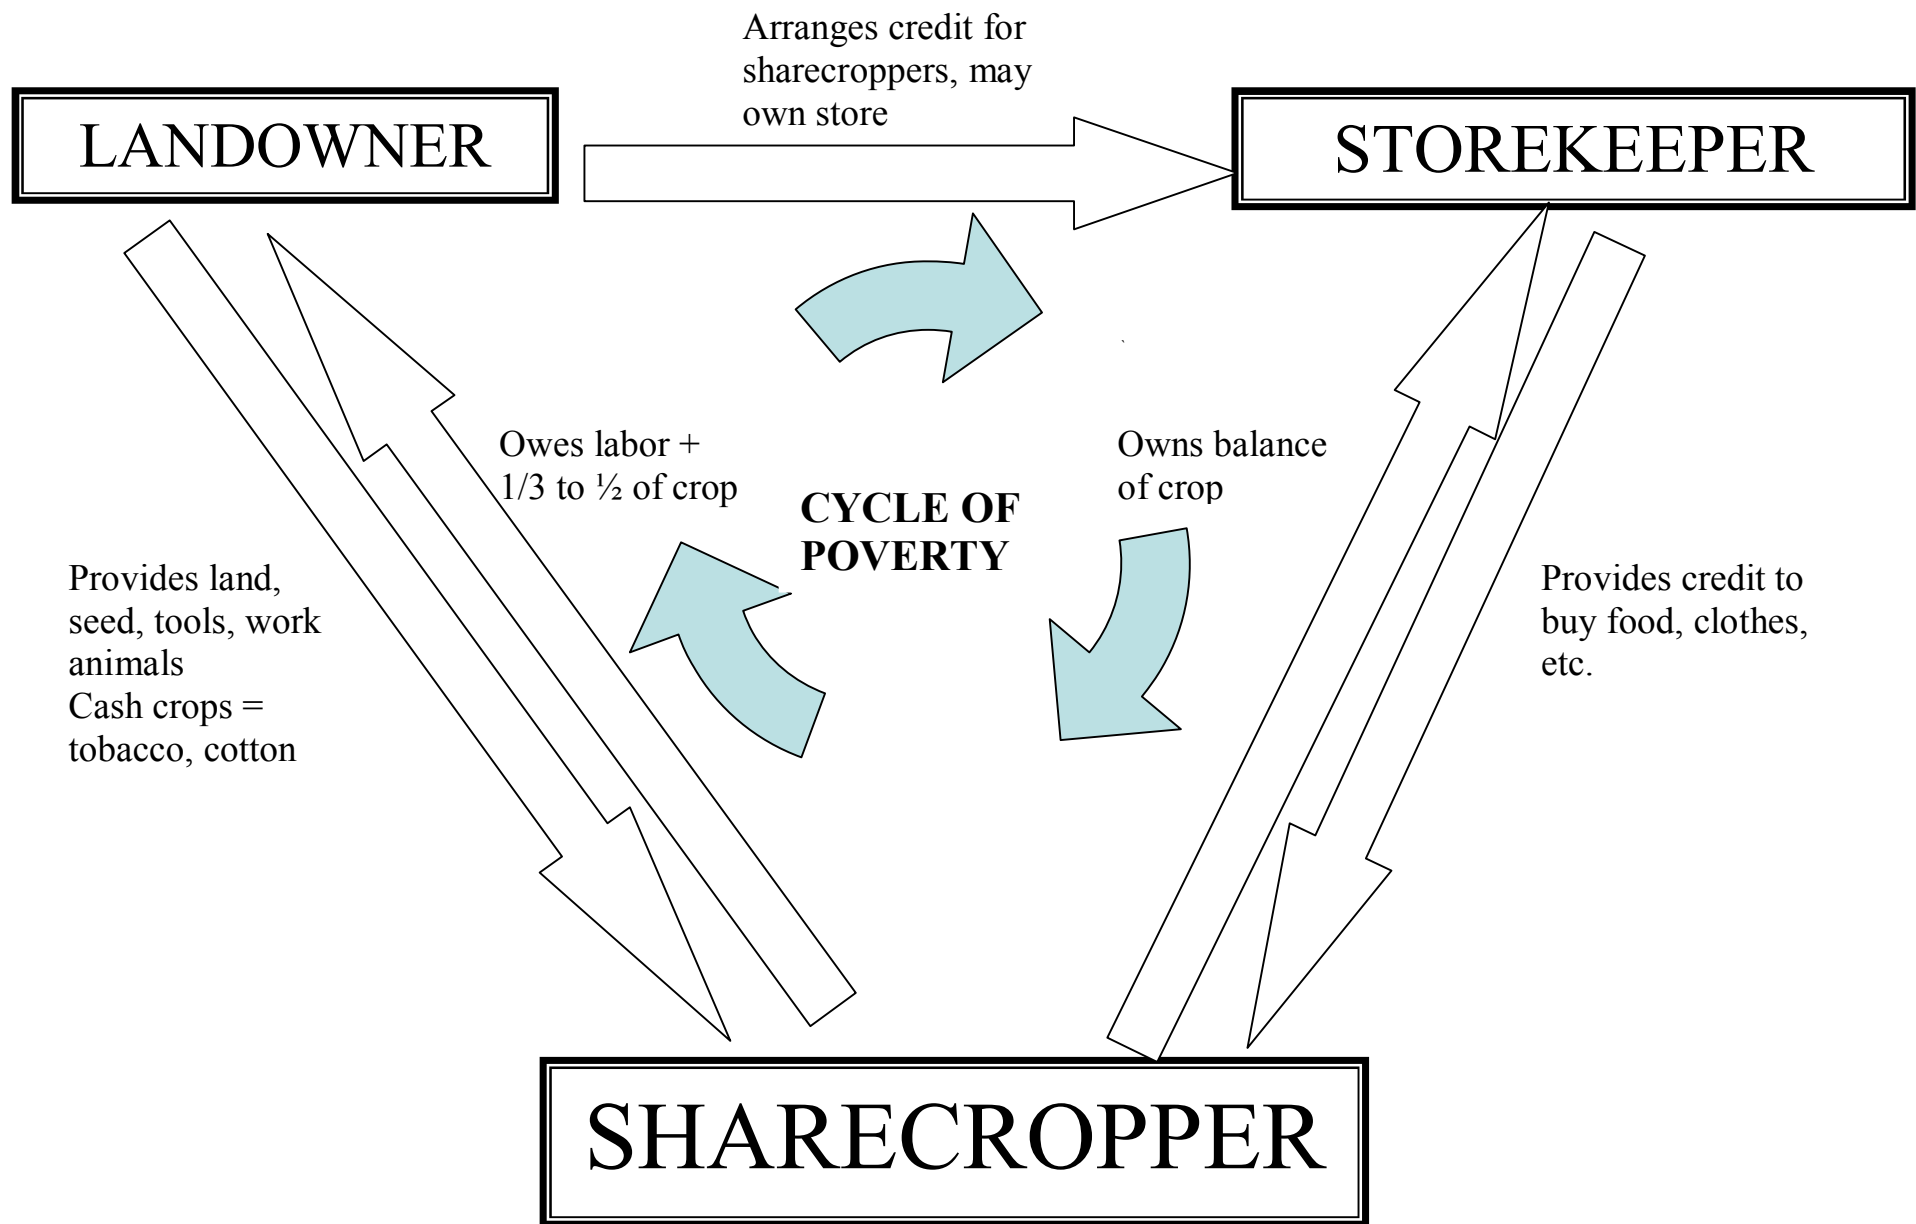 Arranges credit for
sharecroppers, may
own store
LANDOWNER
STOREKEEPER
Owes labor +
1/3 to ½ of crop
Owns balance
of crop
CYCLE OF
POVERTY
Provides land,
seed, tools, work
animals
Cash crops =
tobacco, cotton
Provides credit to
buy food, clothes,
etc.
SHARECROPPER